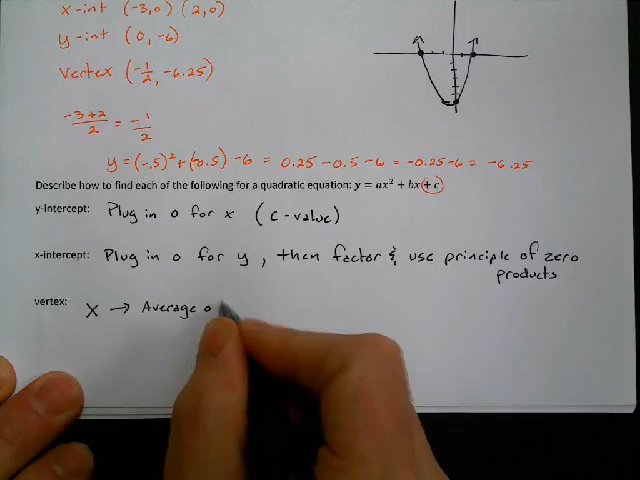 x-int (-3,0) (2,0)
y-int (0,-6)
vertex (-1/2, -6.25)
-3+2/2 = -1/2
y = (-.5)² + (-0.5) - 6 = 0.25 - 0.5 - 6 = -0.25 - 6 = -6.25
Describe how to find each of the following for a quadratic equation: y = ax² + bx + c
y-intercept: Plug in 0 for x (c-value)
x-intercept: Plug in 0 for y, then factor & use principle of zero
products
vertex: X → Average o